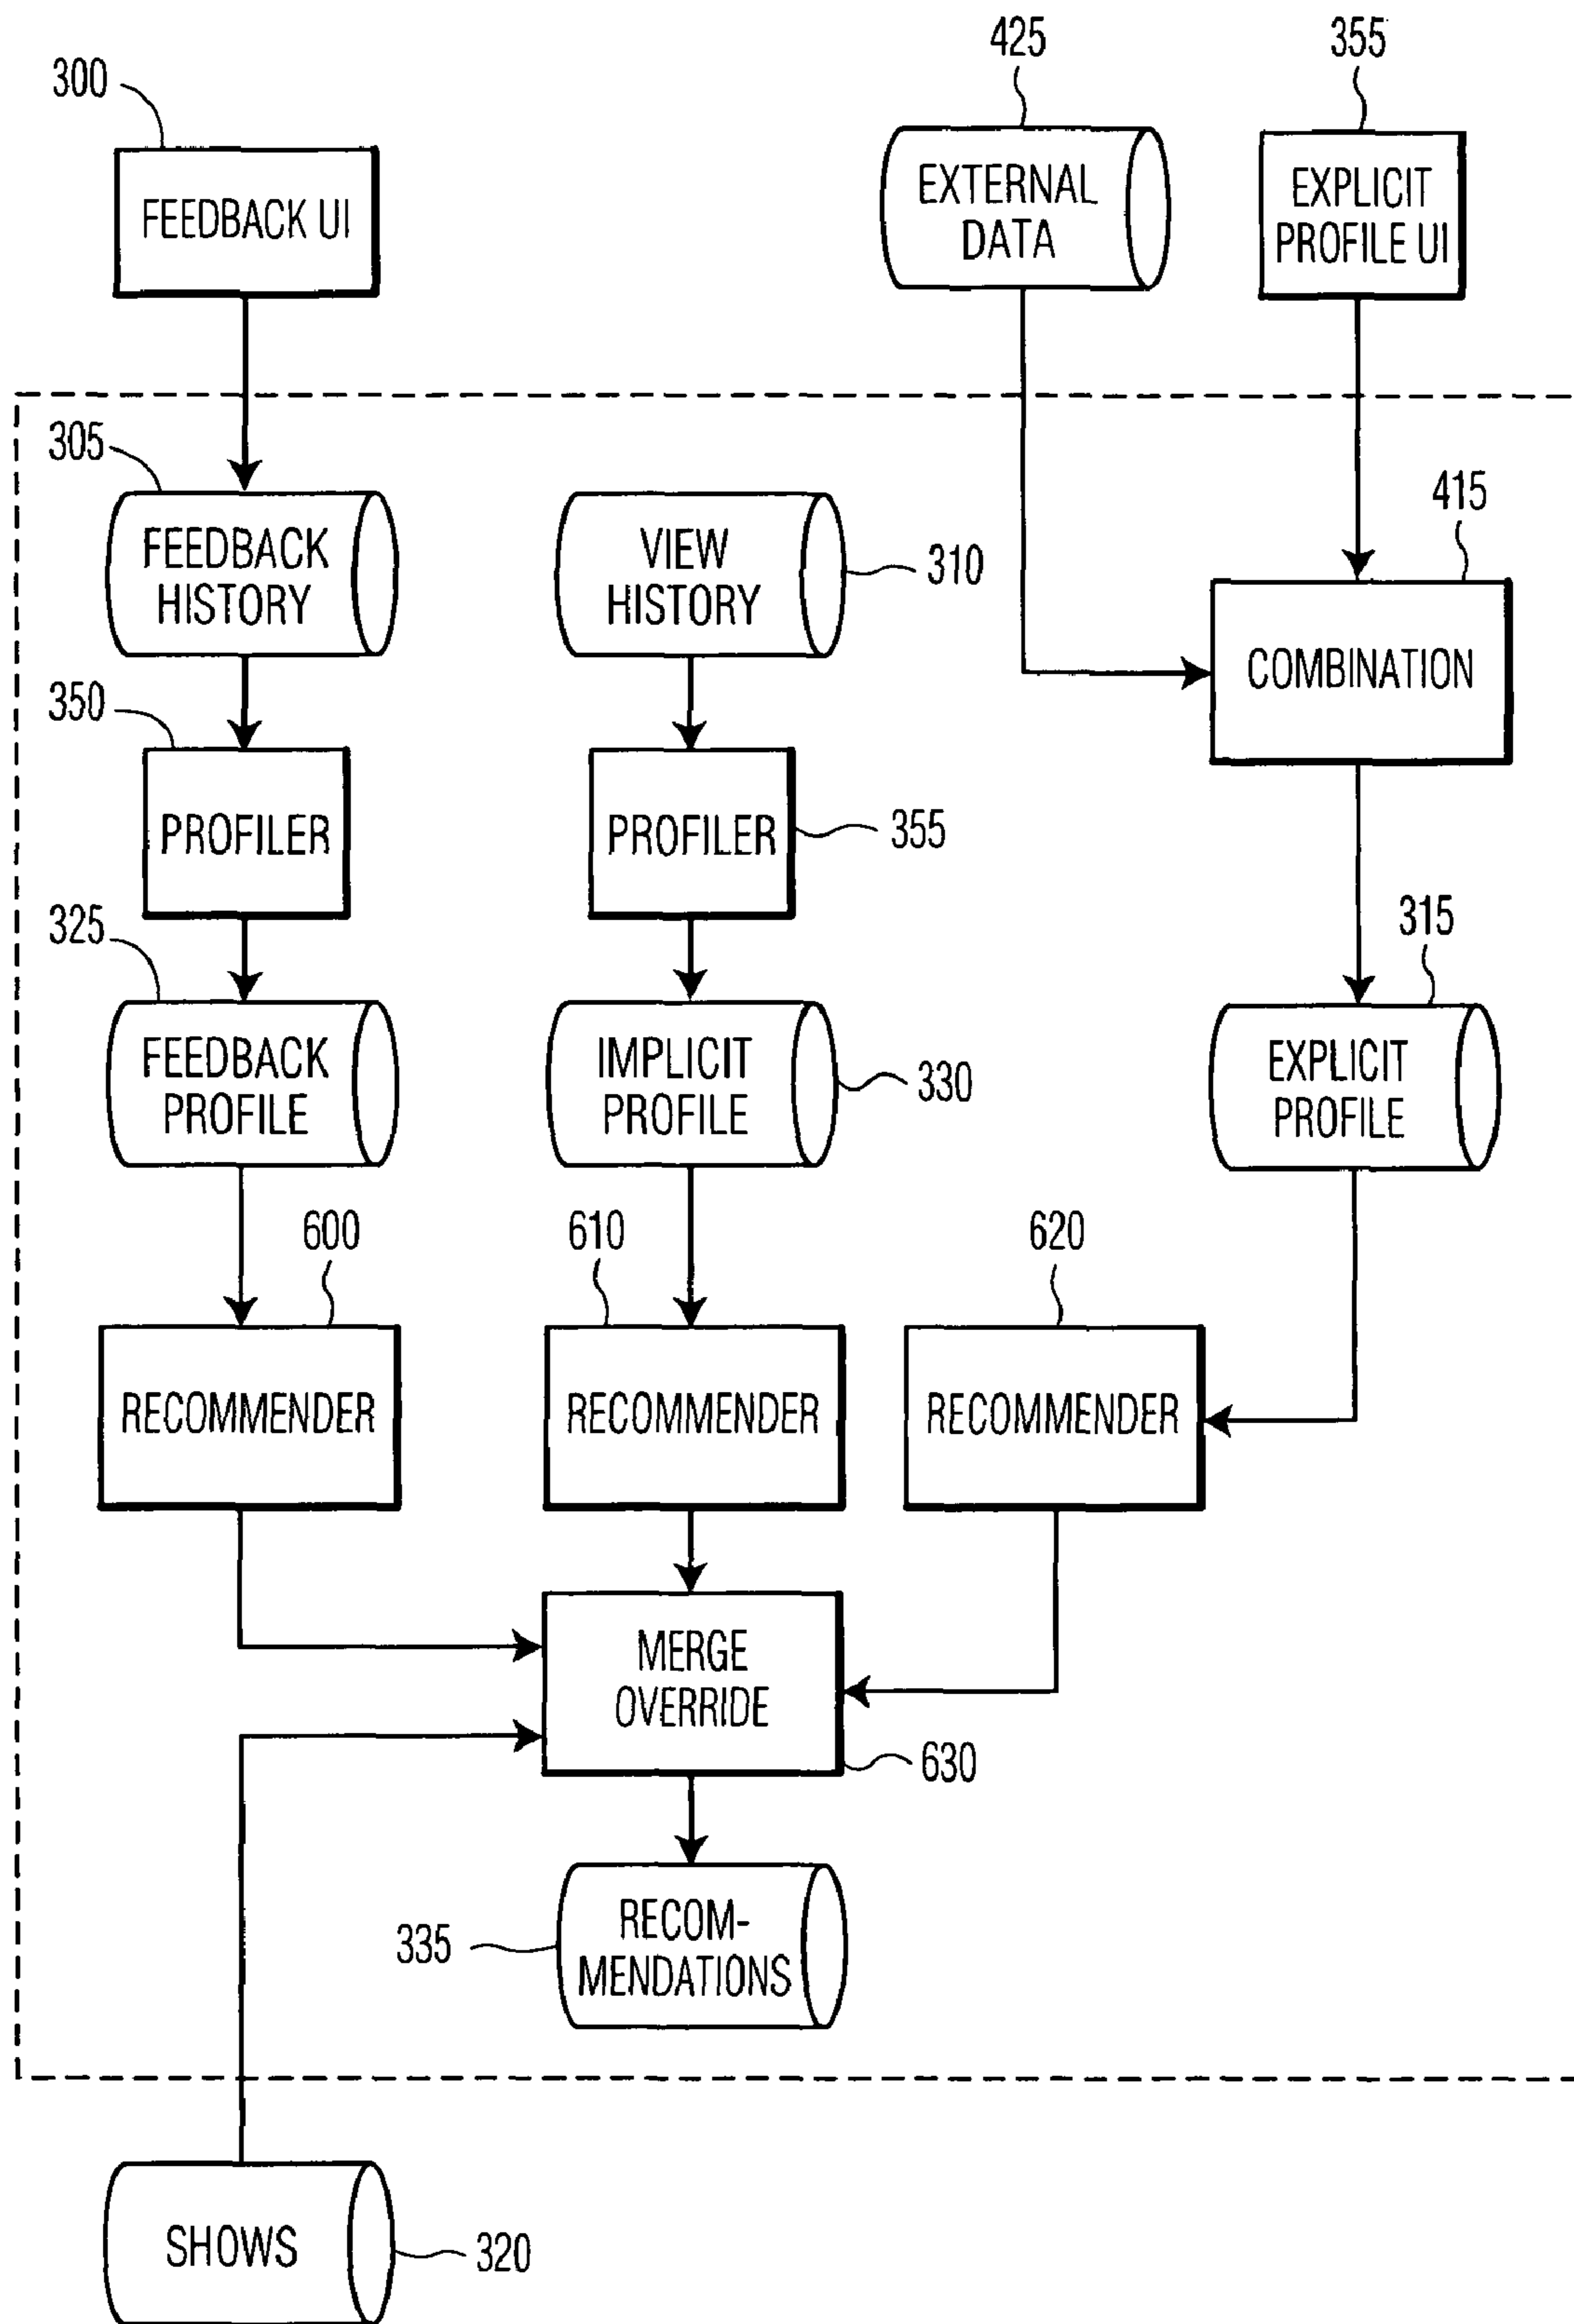 425
355
300
EXTERNAL
DATA
EXPLICIT
PROFILE UI
FEEDBACK UI
305
FEEDBACK
HISTORY
VIEW
HISTORY
310
415
COMBINATION
350
PROFILER
PROFILER
355
325
315
FEEDBACK
PROFILE
IMPLICIT
PROFILE
330
EXPLICIT
PROFILE
600
610
620
RECOMMENDER
RECOMMENDER
RECOMMENDER
MERGE
OVERRIDE
630
335
RECOM-
MENDATIONS
SHOWS
320